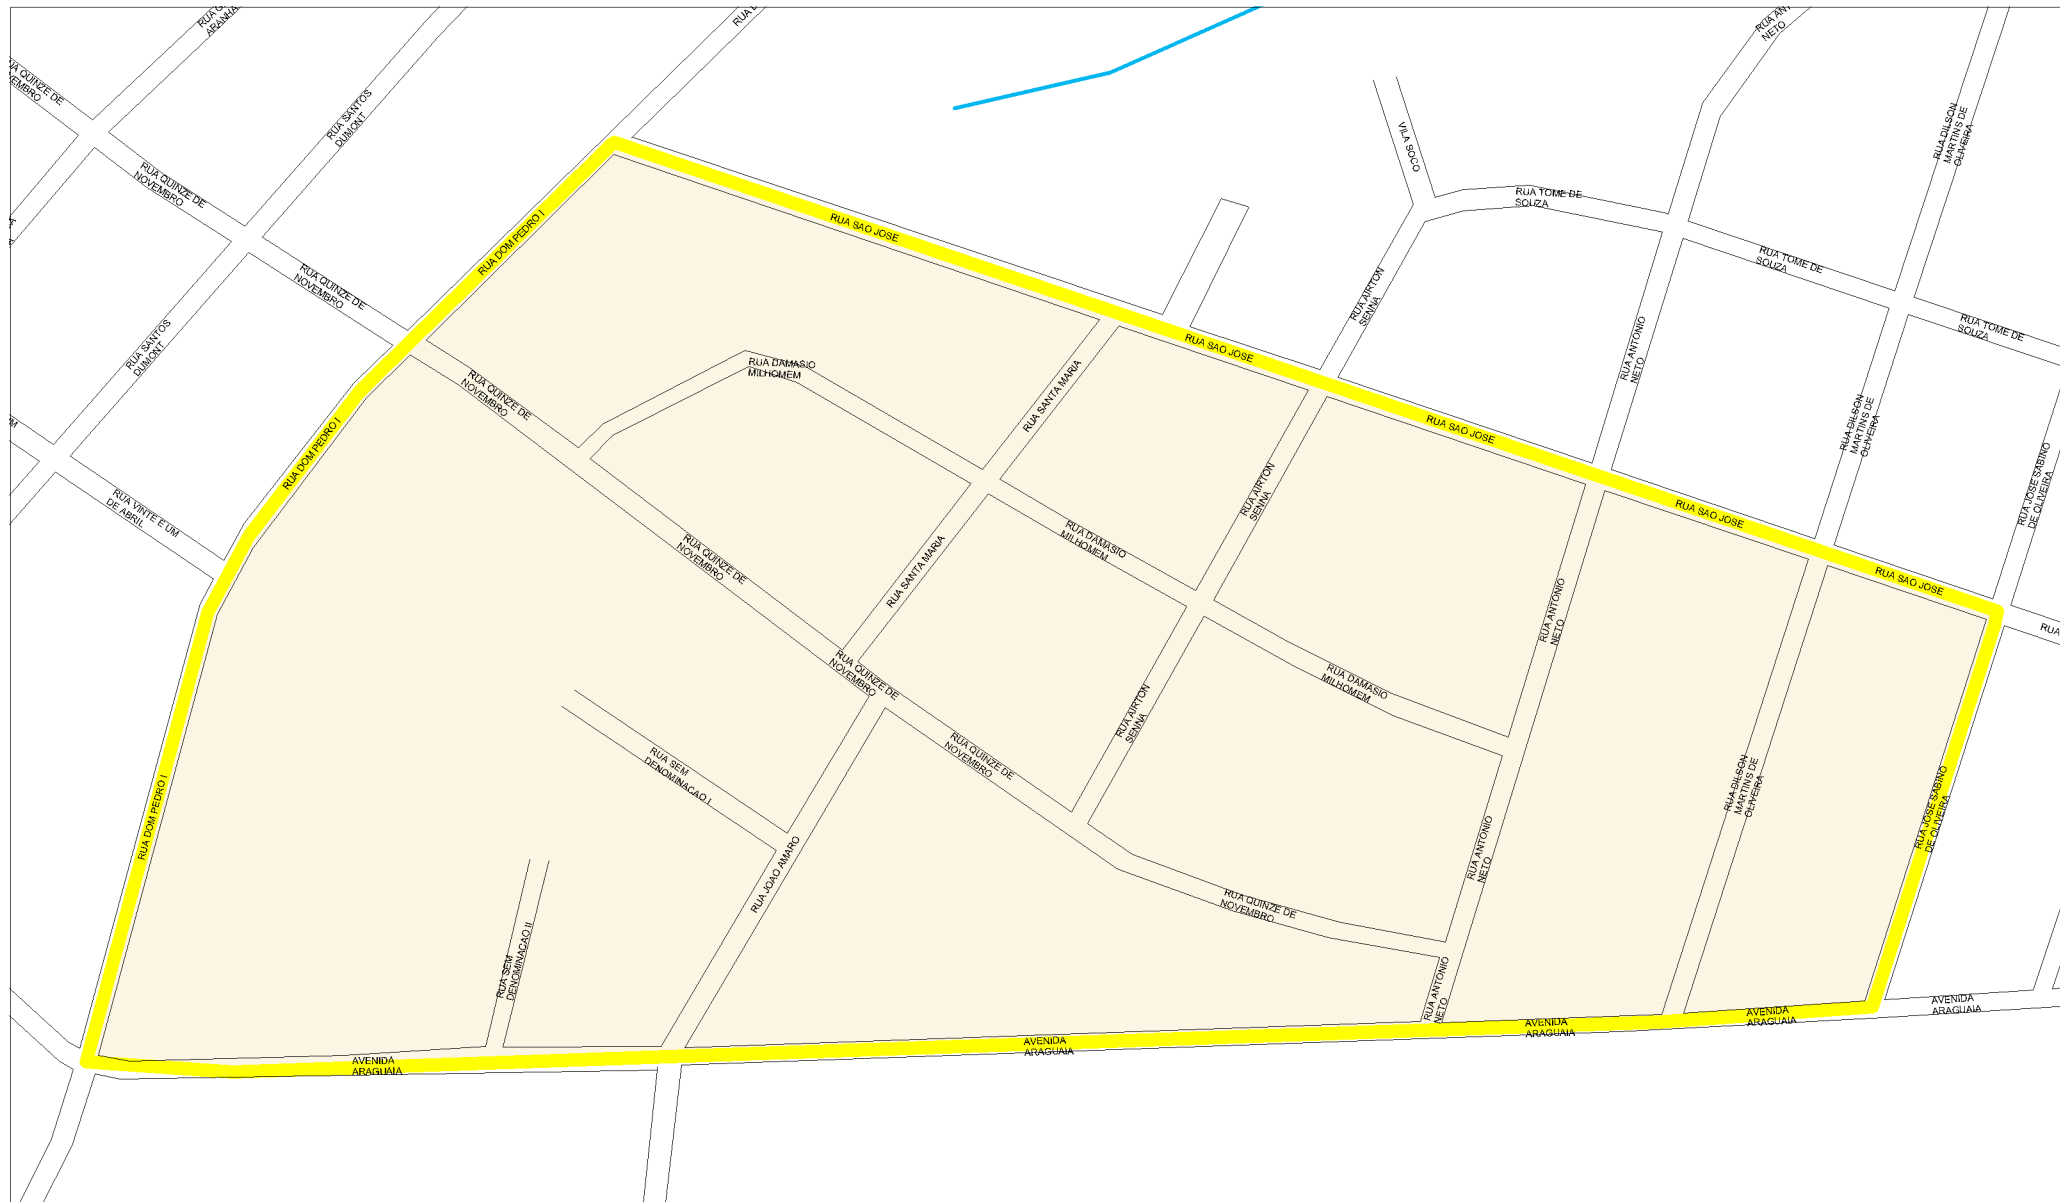 ARANHA
RUA QUINZE DE
NOVEMBRO
RUA SANTOS
DUMONT
NETO
RUA DILSON
MARTINS DE
OLIVEIRA
VILA SOCO
RUA QUINZE DE
NOVEMBRO
RUA TOME DE
SOUZA
RUA DOM PEDRO I
RUA SAO JOSE
RUA TOME DE
SOUZA
RUA QUINZE DE
NOVEMBRO
RUA AIRTON
SENNA
RUA TOME DE
SOUZA
RUA SANTOS
DUMONT
RUA SAO JOSE
RUA ANTONIO
NETO
RUA DAMASIO
MILHOMEM
RUA QUINZE DE
NOVEMBRO
RUA SANTA MARIA
RUA DILSON
MARTINS DE
OLIVEIRA
RUA DOM PEDRO I
RUA SAO JOSE
RUA JOSE SABINO
DE OLIVEIRA
RUA VINTE E UM
DE ABRIL
RUA AIRTON
SENNA
RUA SAO JOSE
RUA QUINZE DE
NOVEMBRO
RUA SANTA MARIA
RUA DAMASIO
MILHOMEM
RUA SAO JOSE
RUA ANTONIO
NETO
RUA
RUA QUINZE DE
NOVEMBRO
RUA DAMASIO
MILHOMEM
RUA AIRTON
SENNA
RUA SEM
DENOMINACAO I
RUA QUINZE DE
NOVEMBRO
RUA DILSON
MARTINS DE
OLIVEIRA
RUA DOM PEDRO I
RUA JOSE SABINO
DE OLIVEIRA
RUA JOAO AMARO
RUA ANTONIO
NETO
RUA QUINZE DE
NOVEMBRO
RUA SEM
DENOMINACAO II
RUA ANTONIO
NETO
AVENIDA
ARAGUAIA
AVENIDA
ARAGUAIA
AVENIDA
ARAGUAIA
AVENIDA
ARAGUAIA
AVENIDA
ARAGUAIA